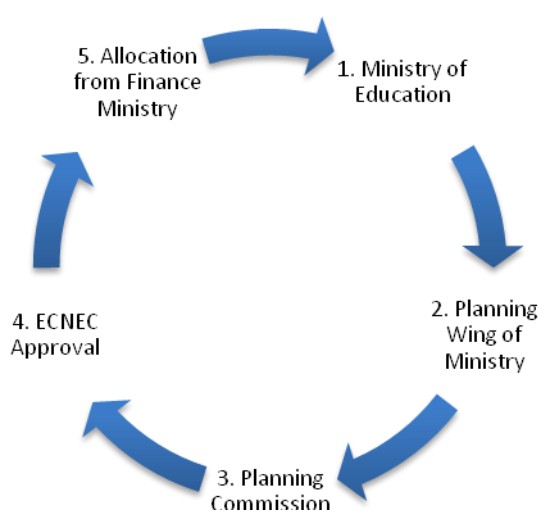 1. Ministry of
Education
2. Planning
Wing of
Ministry
3. Planning
Commission
4. ECNEC
Approval
5. Allocation
from Finance
Ministry